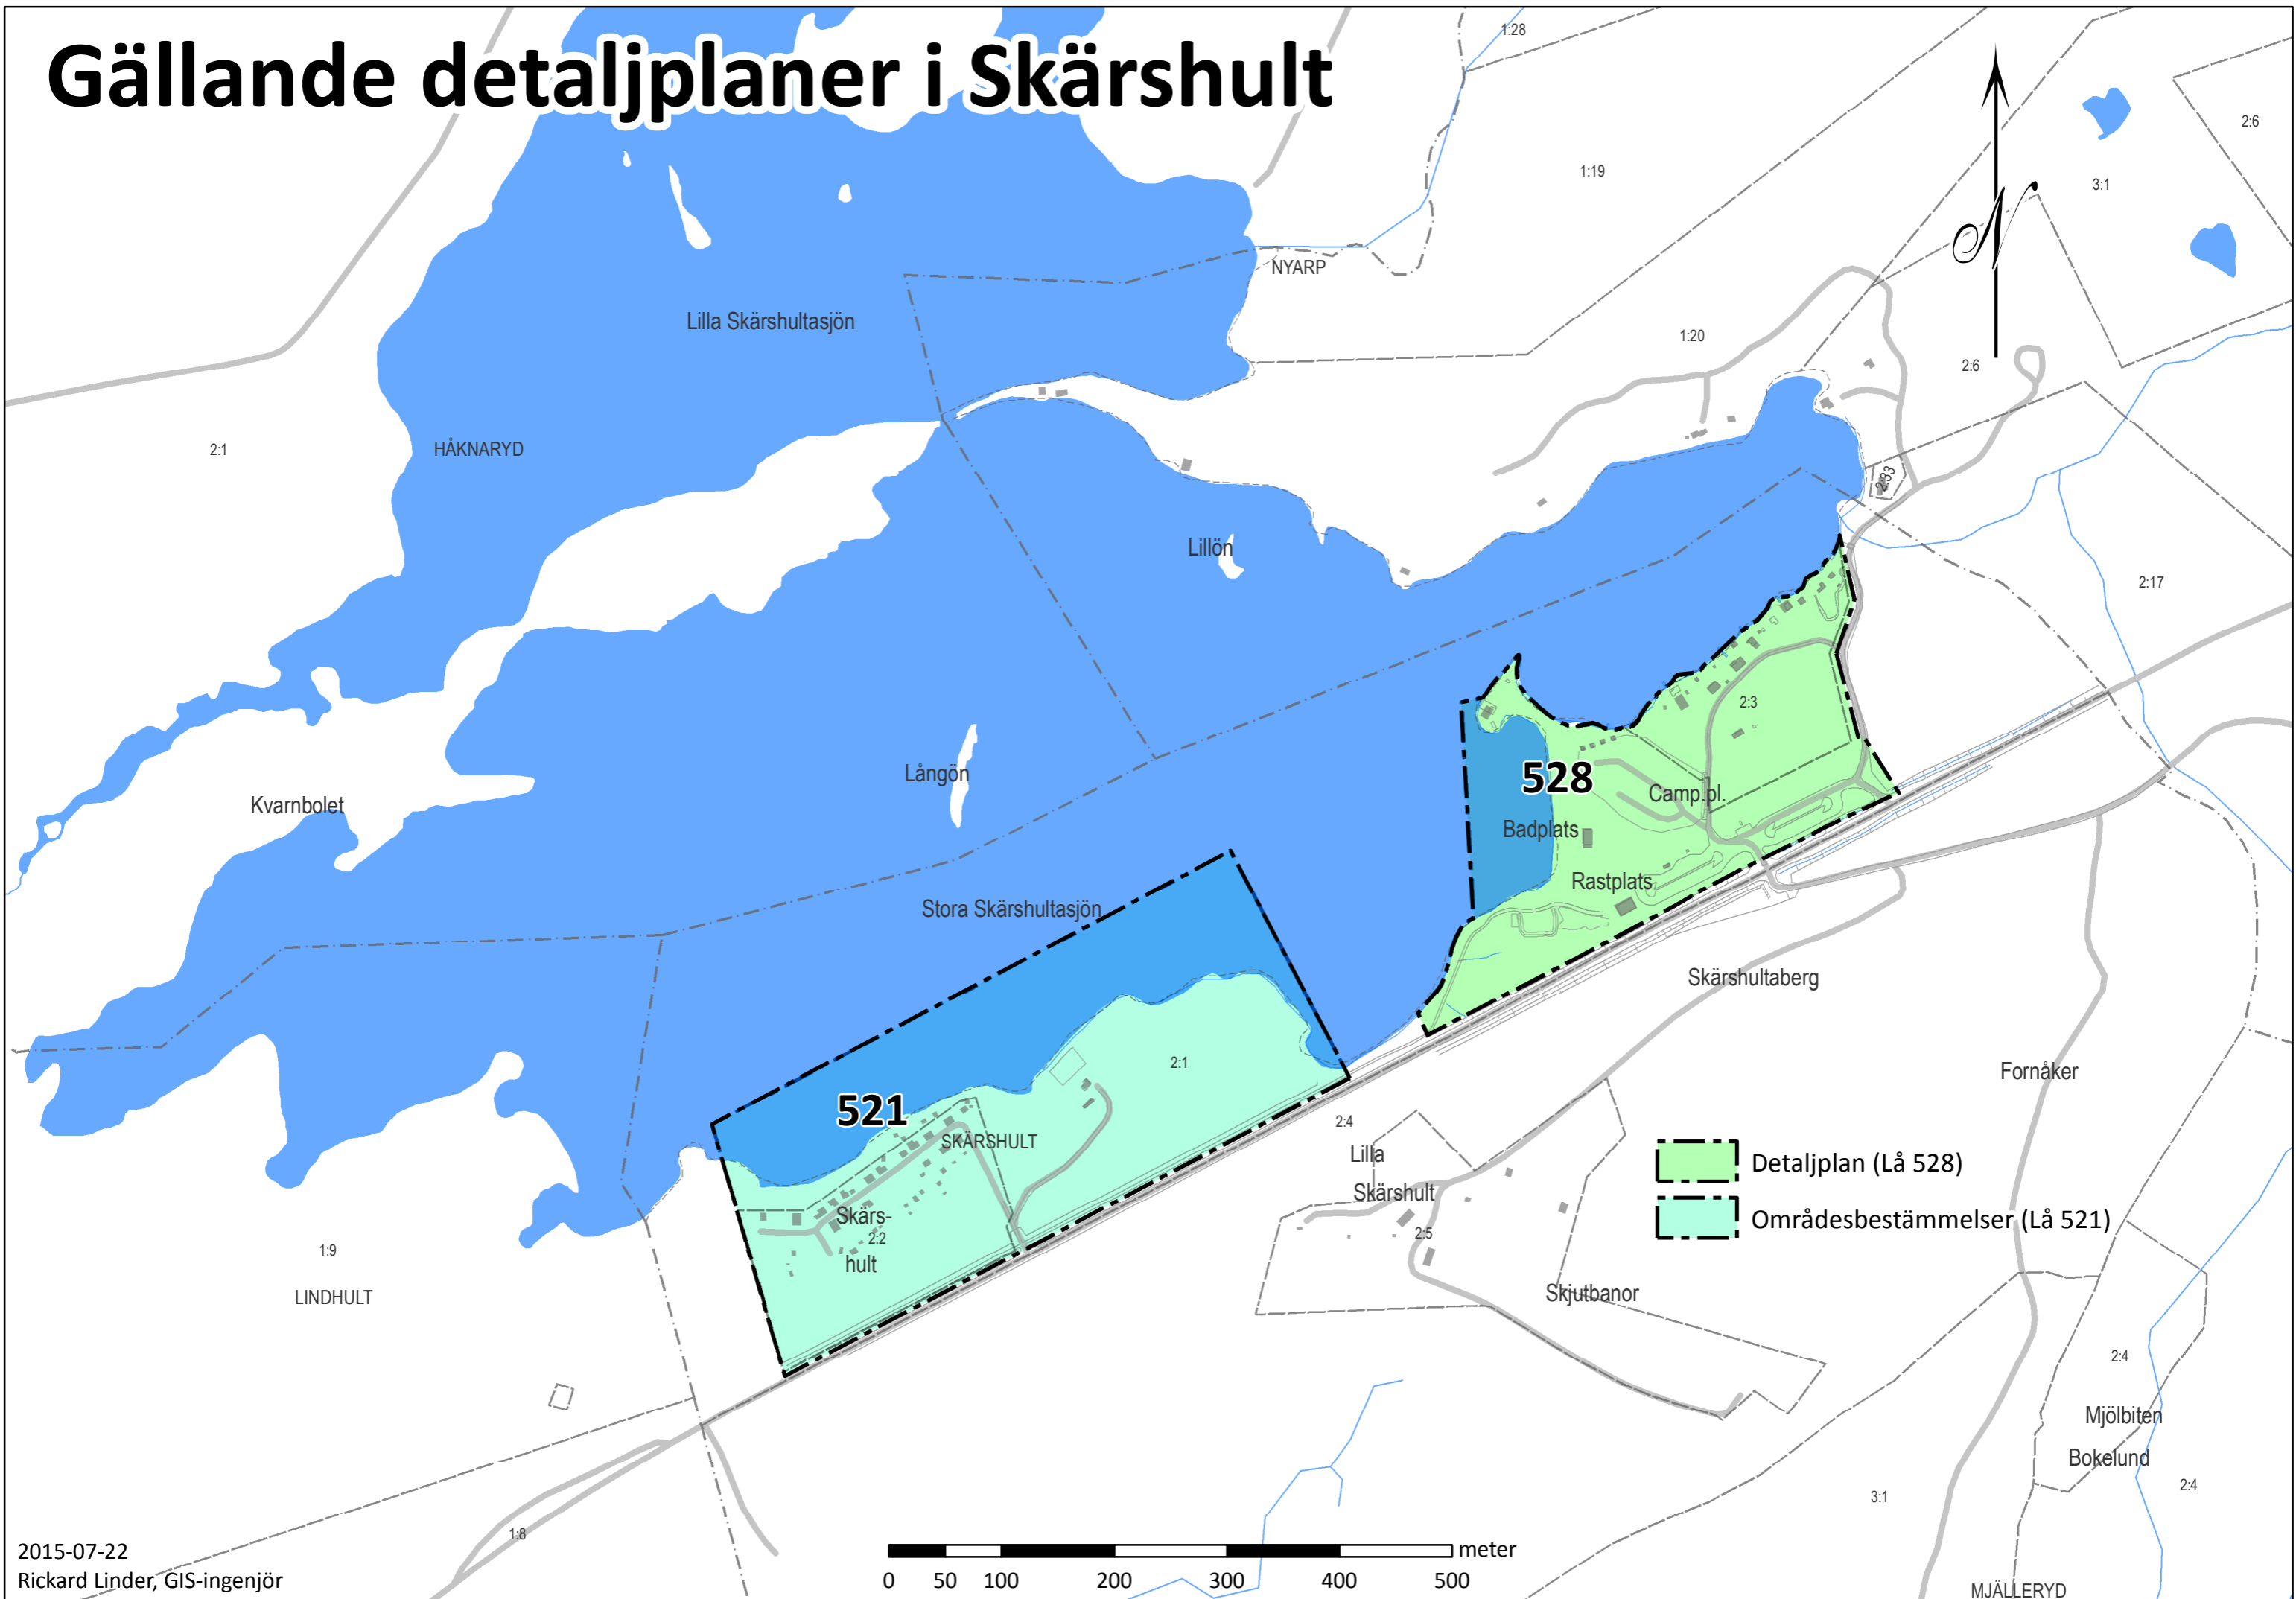 Gällande detaljplaner i Skärshult
1:28
2:6
1:19
3:1
NYARP
Lilla Skärshultasjön
1:20
2:6
2:1
HÅKNARYD
2:33
Lillön
2:17
2:3
Långön
528
Kvarnbolet
Camp.pl.
Badplats
Rastplats
Stora Skärshultasjön
Skärshultaberg
2:1
Fornåker
521
2:4
SKÄRSHULT
Lilla
Skärshult
Detaljplan (Lå 528)
Områdesbestämmelser (Lå 521)
Skärs-
2:2
hult
2:5
1:9
LINDHULT
Skjutbanor
2:4
Mjölbiten
Bokelund
2:4
3:1
1:8
2015-07-22
Rickard Linder, GIS-ingenjör
meter
0 50 100 200 300 400 500
MJÄLLERYD
N